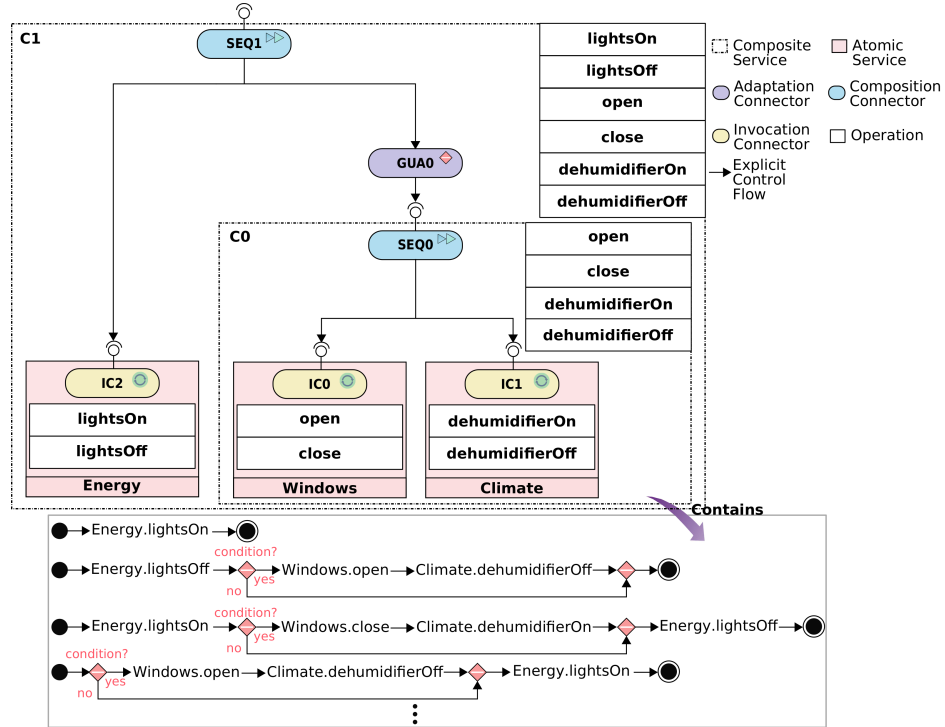 C1
SEQ1
GUA0
C0
SEQ0
lightsOn
lightsOff
open
close
dehumidifierOn
dehumidifierOff
open
close
dehumidifierOn
dehumidifierOff
Composite
Service
Atomic
Service
Adaptation
Connector
Composition
Connector
Invocation
Connector
Operation
Explicit
Control
Flow
IC2
lightsOn
lightsOff
Energy
IC0
open
close
Windows
IC1
dehumidifierOn
dehumidifierOff
Climate
Contains
Energy.lightsOn
condition?
Energy.lightsOff yes Windows.open Climate.dehumidifierOff
no
condition?
Energy.lightsOn yes Windows.close Climate.dehumidifierOn Energy.lightsOff
no
condition?
yes Windows.open Climate.dehumidifierOff Energy.lightsOn
no